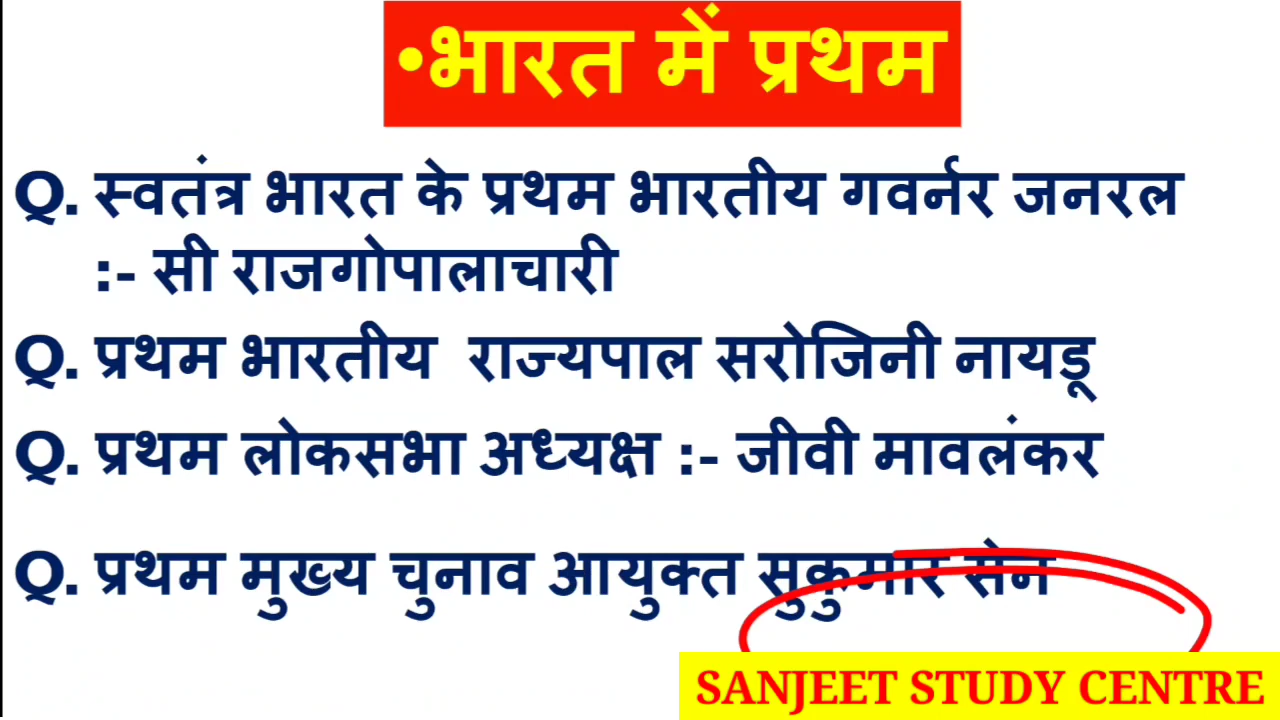 •भारत में प्रथम
Q. स्वतंत्र भारत के प्रथम भारतीय गवर्नर जनरल
:- सी राजगोपालाचारी
Q. प्रथम भारतीय राज्यपाल सरोजिनी नायडू
Q. प्रथम लोकसभा अध्यक्ष :- जीवी मावलंकर
Q. प्रथम मुख्य चुनाव आयुक्त सुकुमार सेन
SANJEET STUDY CENTRE